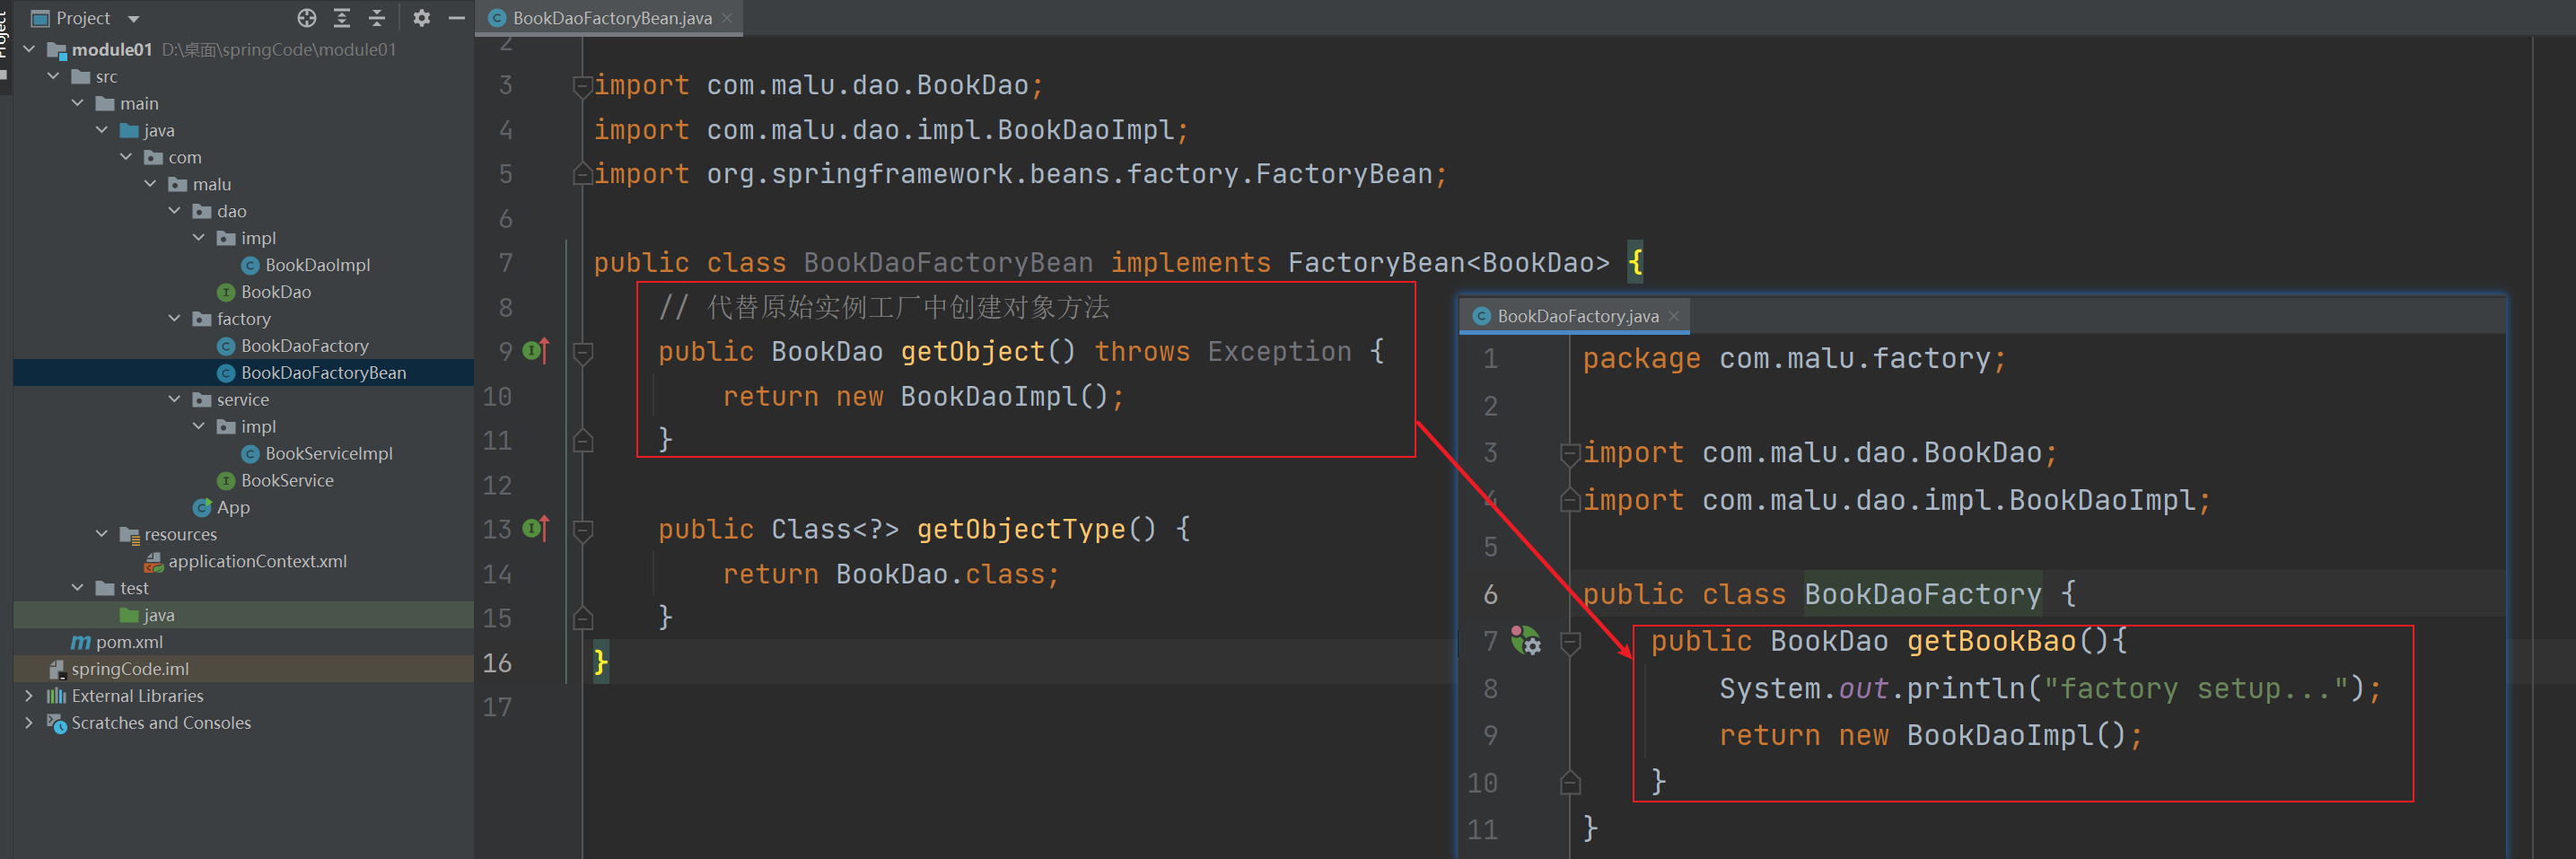 Project
module01 D:\桌面\springCode\module01
src
main
java
com
malu
dao
impl
BookDaoImpl
BookDao
factory
BookDaoFactory
BookDaoFactoryBean
service
impl
BookServiceImpl
BookService
App
resources
applicationContext.xml
test
java
pom.xml
springCode.iml
External Libraries
Scratches and Consoles
BookDaoFactoryBean.java
2
3 import com.malu.dao.BookDao;
4 import com.malu.dao.impl.BookDaoImpl;
5 import org.springframework.beans.factory.FactoryBean;
6
7 public class BookDaoFactoryBean implements FactoryBean<BookDao> {
8 // 代替原始实例工厂中创建对象方法
9 public BookDao getObject() throws Exception {
10 return new BookDaoImpl();
11 }
12
13 public Class<?> getObjectType() {
14 return BookDao.class;
15 }
16 }
17
BookDaoFactory.java
1 package com.malu.factory;
2
3 import com.malu.dao.BookDao;
4 import com.malu.dao.impl.BookDaoImpl;
5
6 public class BookDaoFactory {
7 public BookDao getBookBao(){
8 System.out.println("factory setup...");
9 return new BookDaoImpl();
10 }
11 }